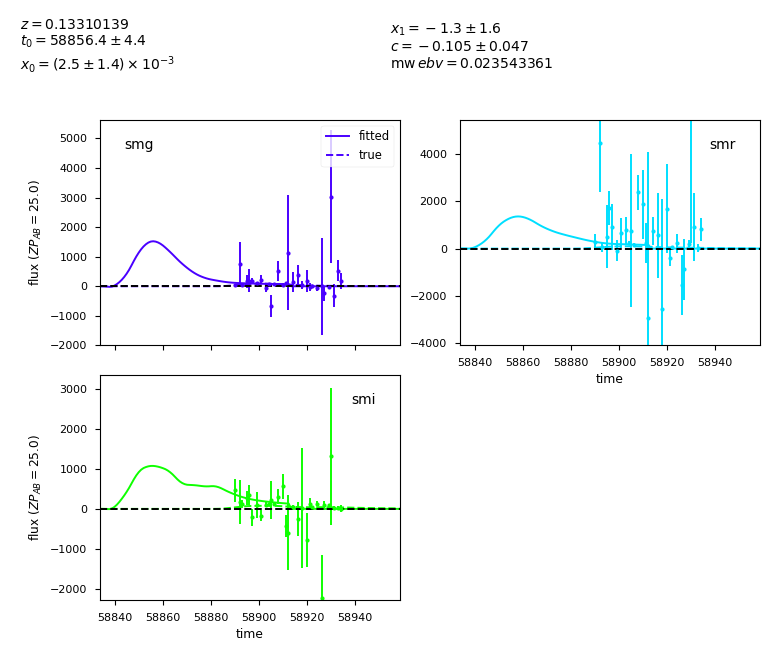 z = 0.13310139
t₀ = 58856.4 ± 4.4
x₀ = (2.5 ± 1.4) × 10⁻³
x₁ = −1.3 ± 1.6
c = −0.105 ± 0.047
mw ebv = 0.023543361
smg
fitted
true
flux (ZP_AB = 25.0)
5000
4000
3000
2000
1000
0
−1000
−2000
smr
4000
2000
0
−2000
−4000
58840 58860 58880 58900 58920 58940
time
smi
flux (ZP_AB = 25.0)
3000
2000
1000
0
−1000
−2000
58840 58860 58880 58900 58920 58940
time